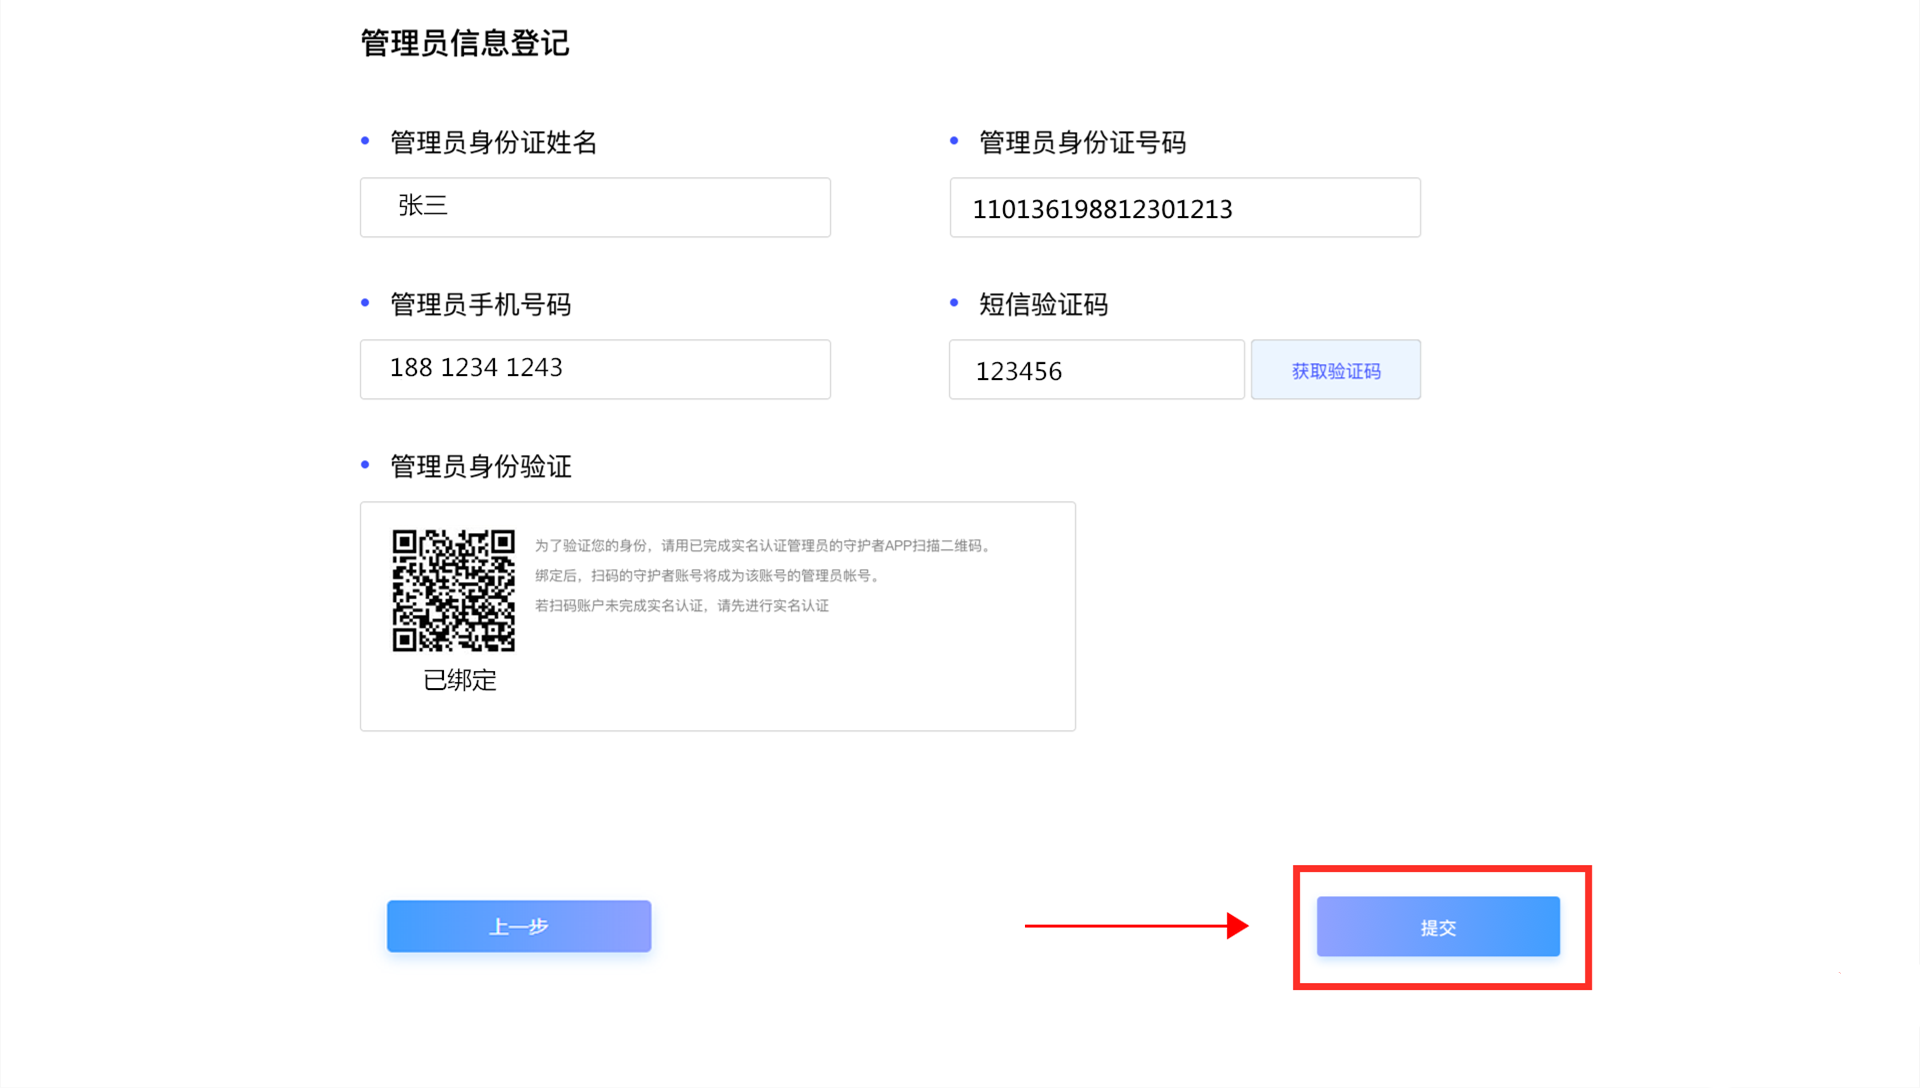 管理员信息登记
管理员身份证姓名
管理员身份证号码
张三
110136198812301213
管理员手机号码
短信验证码
188 1234 1243
123456
获取验证码
管理员身份验证
为了验证您的身份，请用已完成实名认证管理员的守护者APP扫描二维码。
绑定后，扫码的守护者账号将成为该账号的管理员帐号。
若扫码账户未完成实名认证，请先进行实名认证
已绑定
上一步
提交